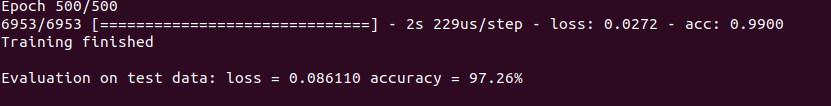 Epoch 500/500
6953/6953 [==============================] - 2s 229us/step - loss: 0.0272 - acc: 0.9900
Training finished
Evaluation on test data: loss = 0.086110 accuracy = 97.26%